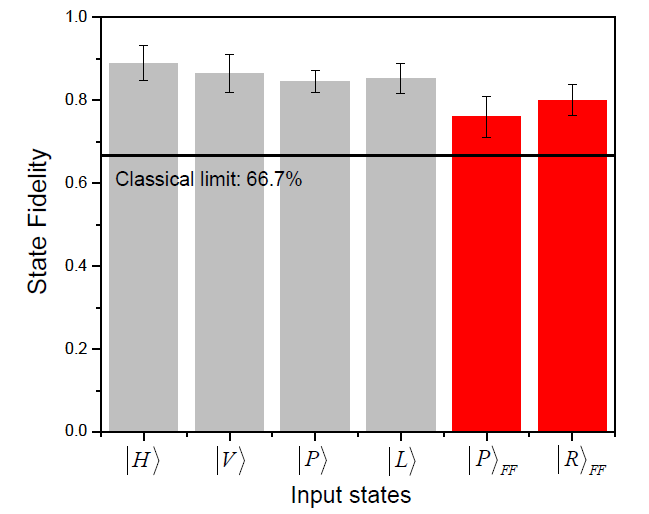 1.0
0.8
0.6
0.4
0.2
0.0
State Fidelity
Classical limit: 66.7%
|H⟩ |V⟩ |P⟩ |L⟩ |P⟩FF |R⟩FF
Input states